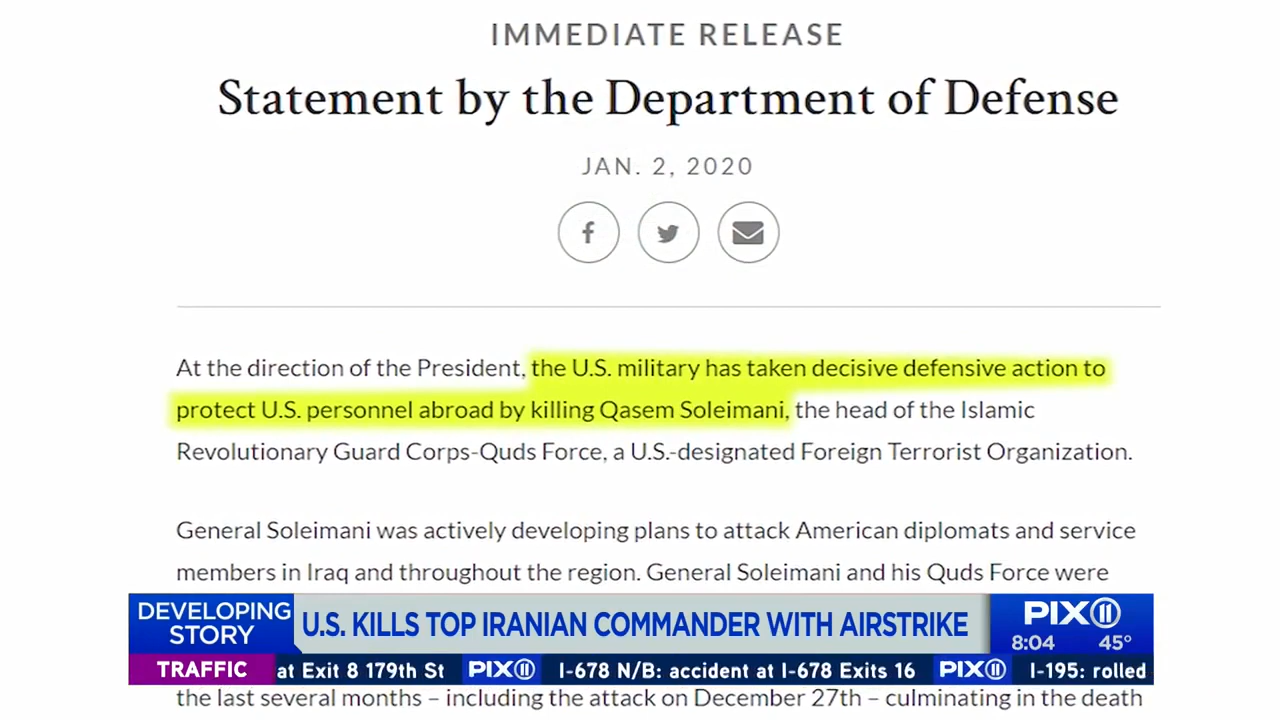 IMMEDIATE RELEASE
Statement by the Department of Defense
JAN. 2, 2020
At the direction of the President, the U.S. military has taken decisive defensive action to
protect U.S. personnel abroad by killing Qasem Soleimani, the head of the Islamic
Revolutionary Guard Corps-Quds Force, a U.S.-designated Foreign Terrorist Organization.
General Soleimani was actively developing plans to attack American diplomats and service
members in Iraq and throughout the region. General Soleimani and his Quds Force were
DEVELOPING
STORY
U.S. KILLS TOP IRANIAN COMMANDER WITH AIRSTRIKE
PIX11
8:04 45°
TRAFFIC
at Exit 8 179th St PIX11 I-678 N/B: accident at I-678 Exits 16 PIX11 I-195: rolled
the last several months – including the attack on December 27th – culminating in the death